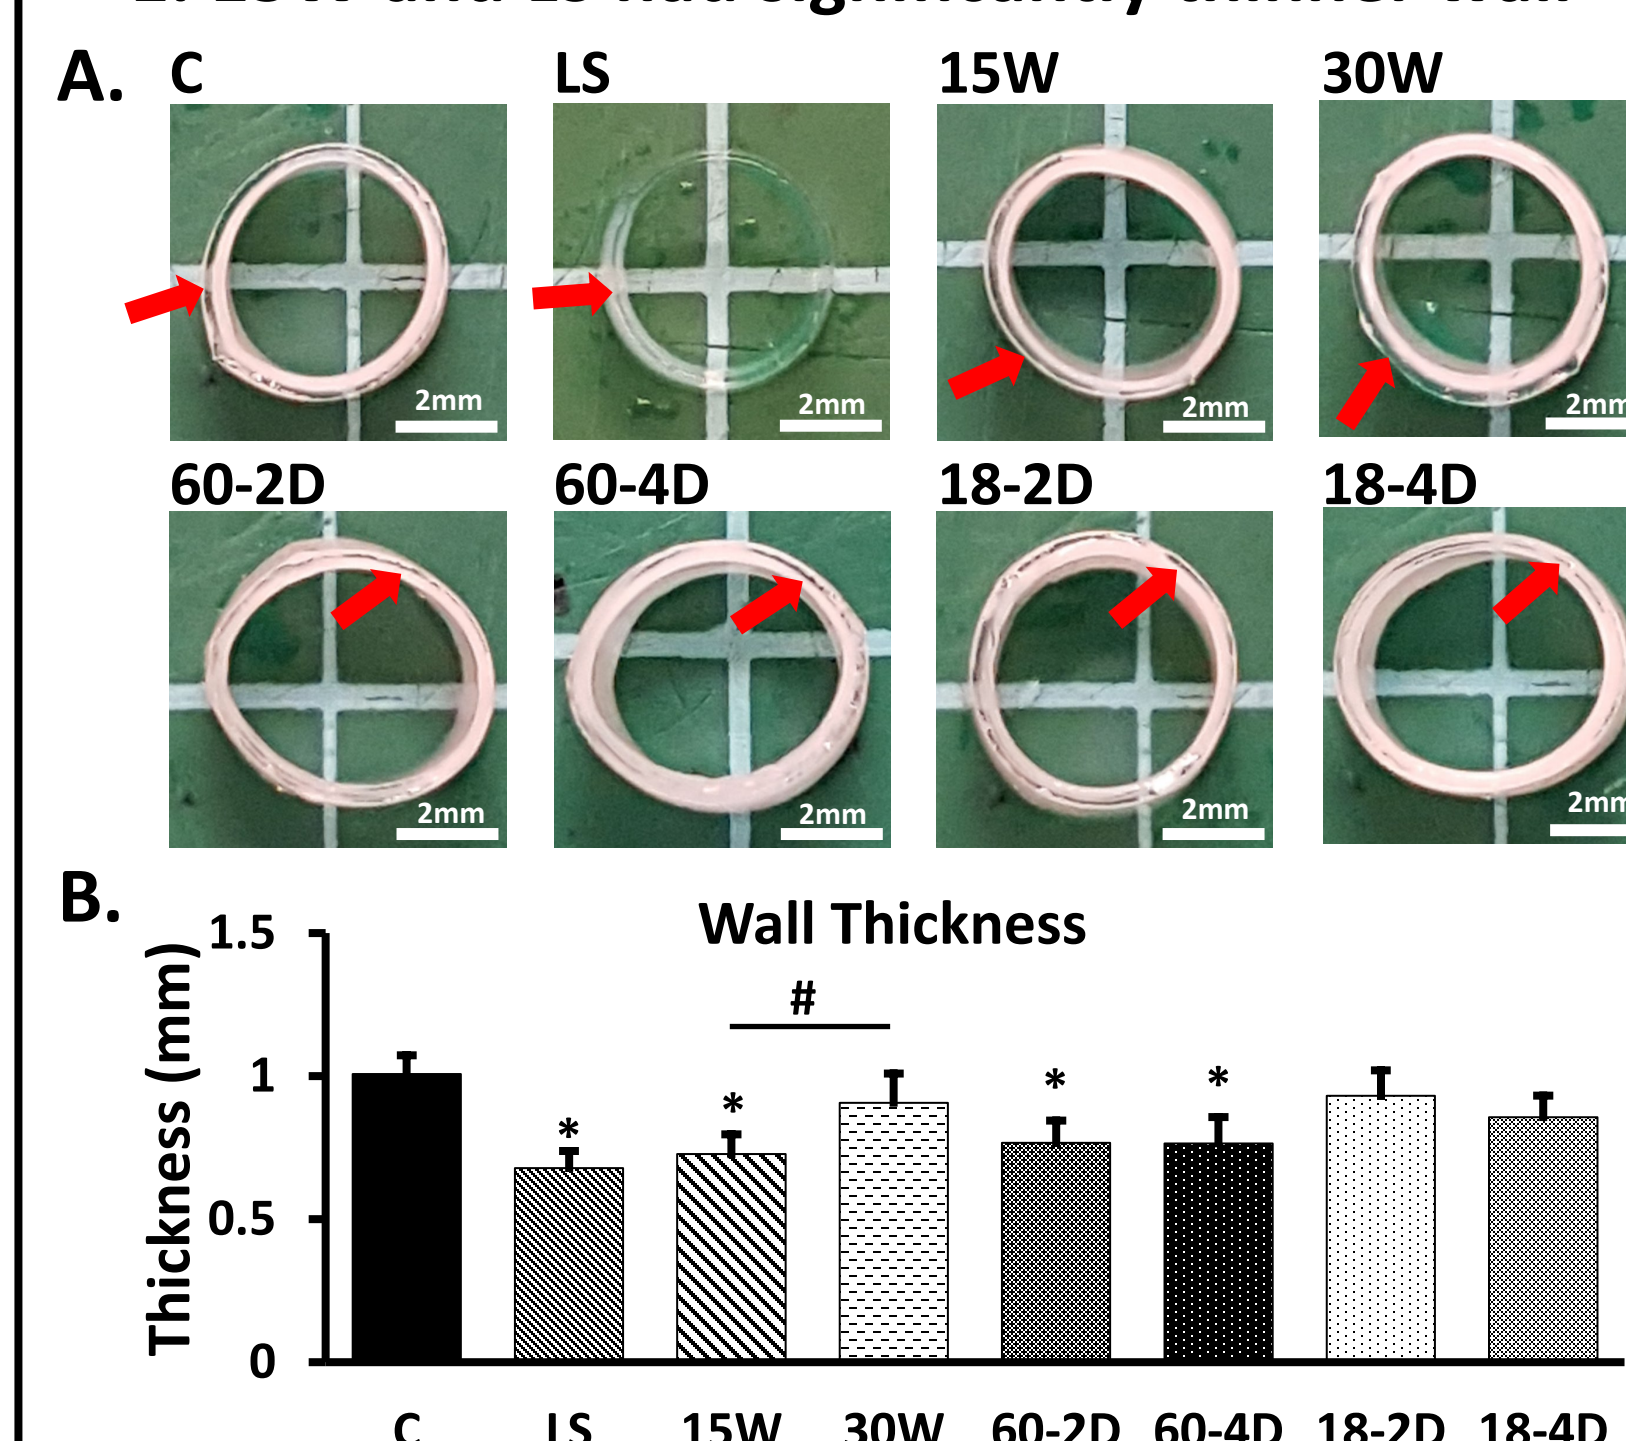 A.
C LS 15W 30W
2mm 2mm 2mm
60-2D 60-4D 18-2D 18-4D
2mm 2mm 2mm
B.
Wall Thickness
#
Thickness (mm)
1.5
1
0.5
0
* * * *
C LS 15W 30W 60-2D 60-4D 18-2D 18-4D